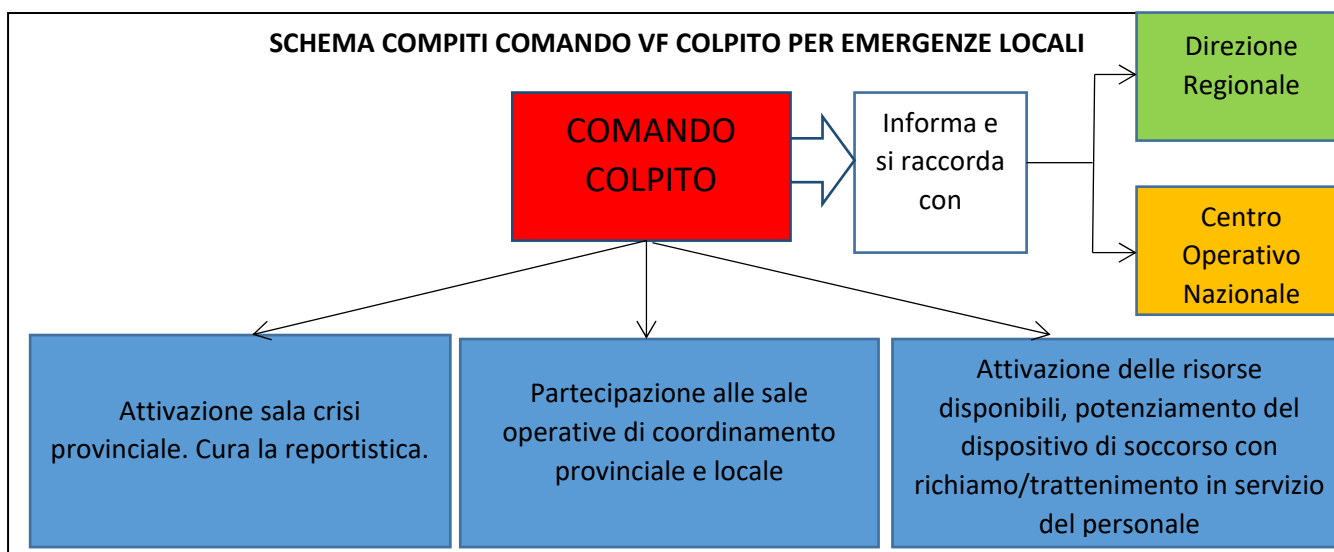 SCHEMA COMPITI COMANDO VF COLPITO PER EMERGENZE LOCALI
COMANDO
COLPITO
Informa e
si raccorda
con
Direzione
Regionale
Centro
Operativo
Nazionale
Attivazione sala crisi
provinciale. Cura la reportistica.
Partecipazione alle sale
operative di coordinamento
provinciale e locale
Attivazione delle risorse
disponibili, potenziamento del
dispositivo di soccorso con
richiamo/trattenimento in servizio
del personale